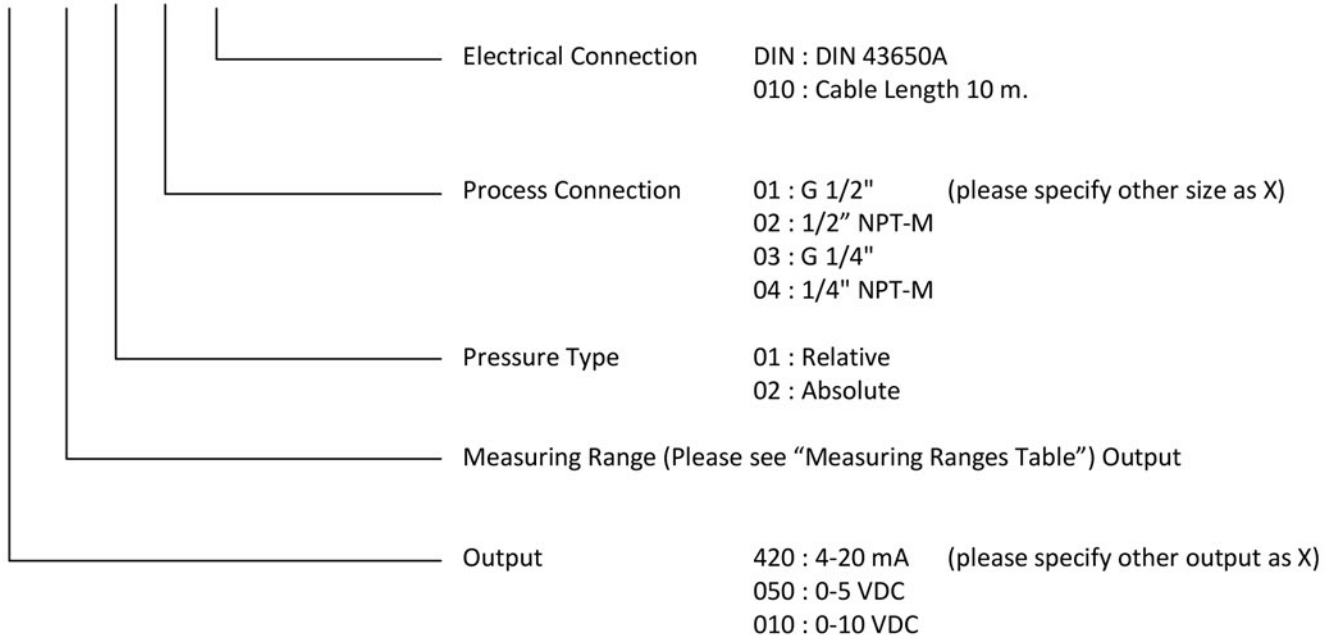 Electrical Connection DIN : DIN 43650A
010 : Cable Length 10 m.
Process Connection 01 : G 1/2" (please specify other size as X)
02 : 1/2” NPT-M
03 : G 1/4"
04 : 1/4" NPT-M
Pressure Type 01 : Relative
02 : Absolute
Measuring Range (Please see “Measuring Ranges Table”) Output
Output 420 : 4-20 mA (please specify other output as X)
050 : 0-5 VDC
010 : 0-10 VDC